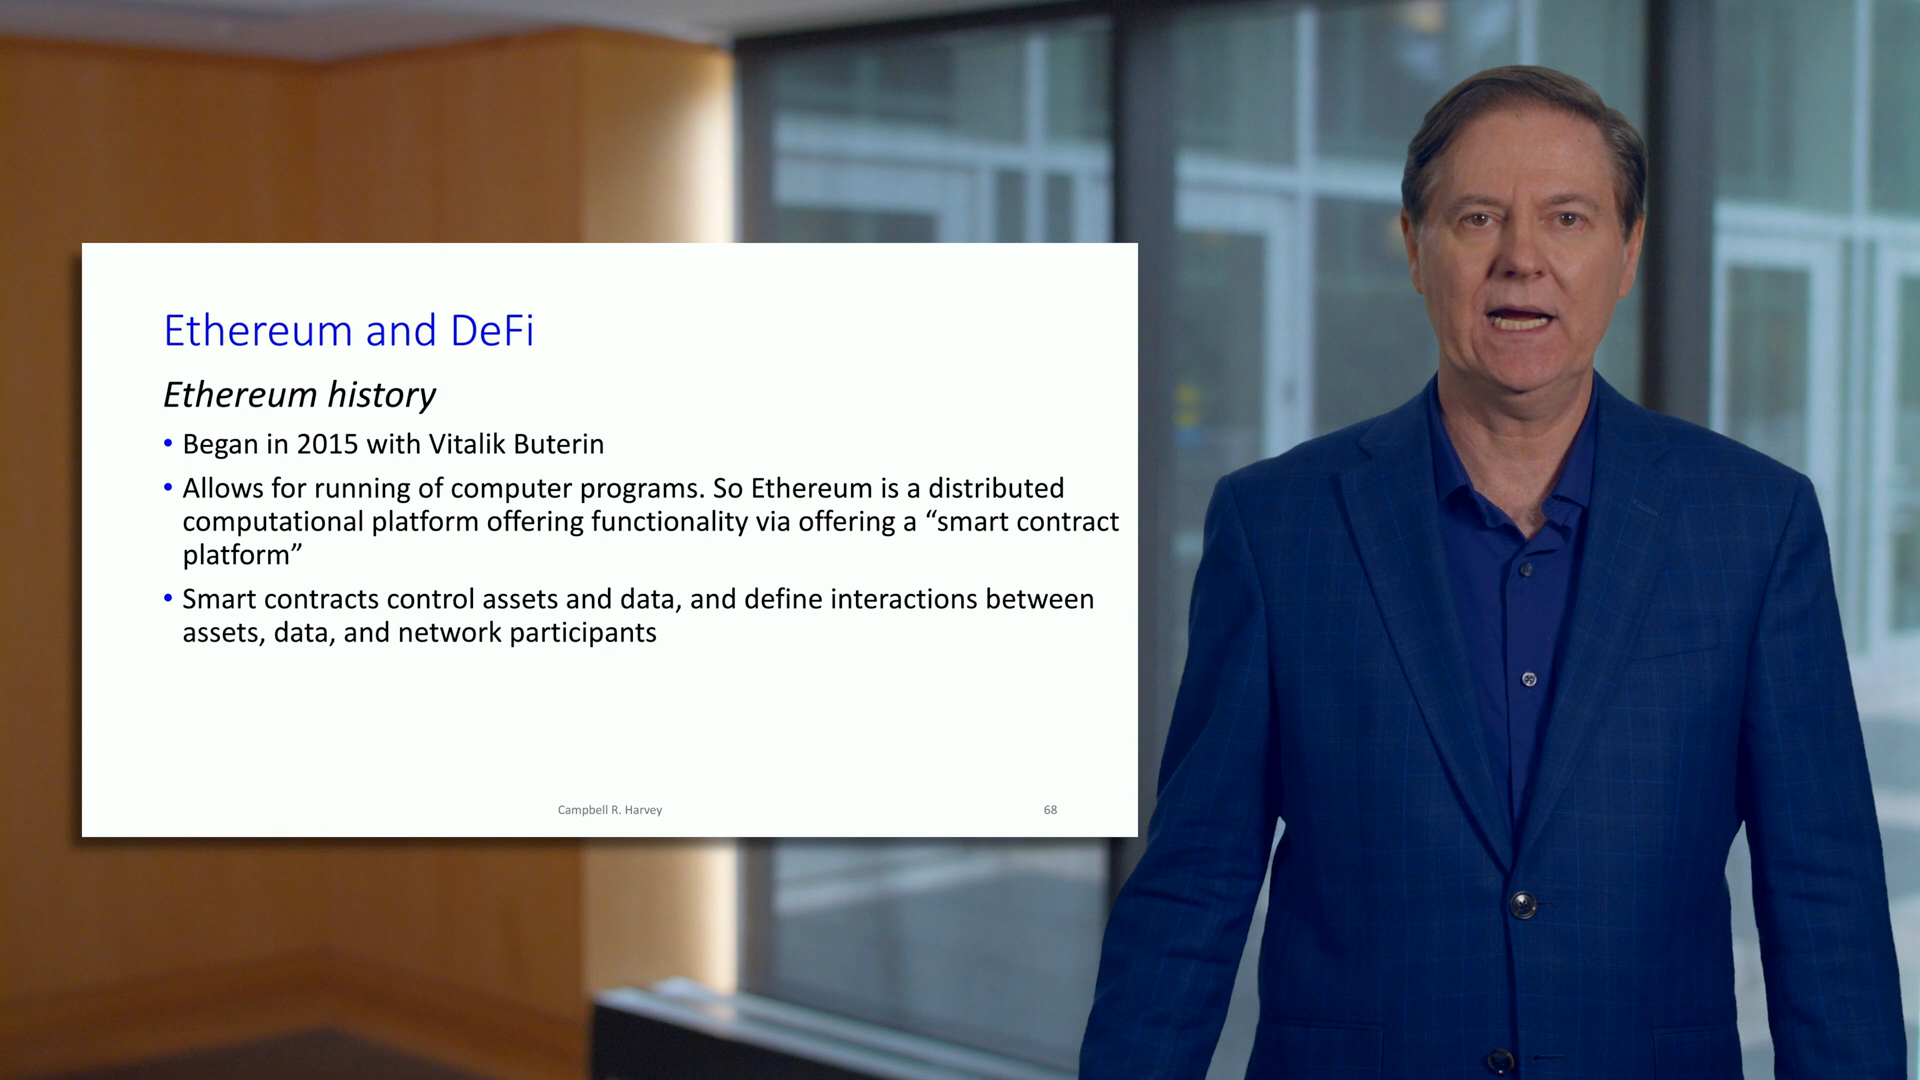 Ethereum and DeFi
Ethereum history
• Began in 2015 with Vitalik Buterin
• Allows for running of computer programs. So Ethereum is a distributed
computational platform offering functionality via offering a “smart contract
platform”
• Smart contracts control assets and data, and define interactions between
assets, data, and network participants
Campbell R. Harvey
68